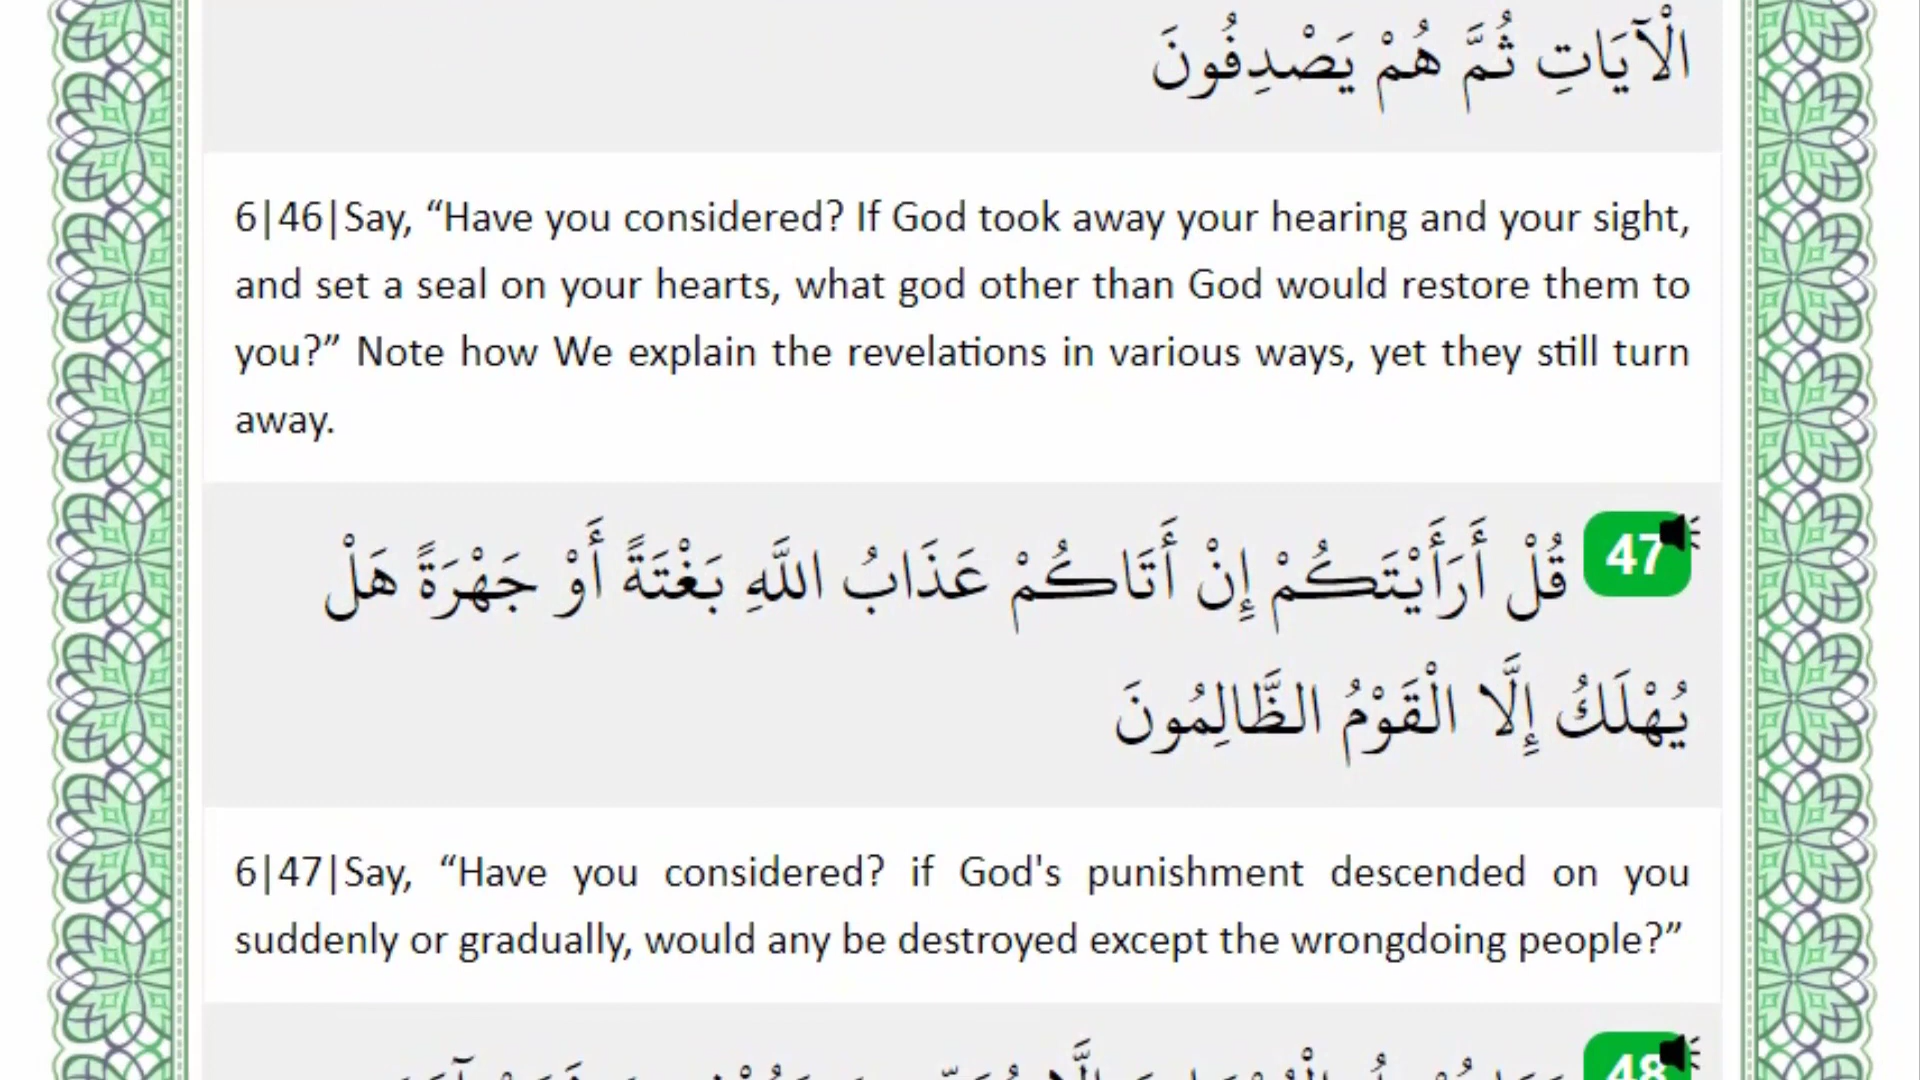 الْآيَاتِ ثُمَّ هُمْ يَصْدِفُونَ
6|46|Say, “Have you considered? If God took away your hearing and your sight,
and set a seal on your hearts, what god other than God would restore them to
you?” Note how We explain the revelations in various ways, yet they still turn
away.
47 قُلْ أَرَأَيْتَكُمْ إِنْ أَتَاكُمْ عَذَابُ اللَّهِ بَغْتَةً أَوْ جَهْرَةً هَلْ
يُهْلَكُ إِلَّا الْقَوْمُ الظَّالِمُونَ
6|47|Say, “Have you considered? if God's punishment descended on you
suddenly or gradually, would any be destroyed except the wrongdoing people?”
48